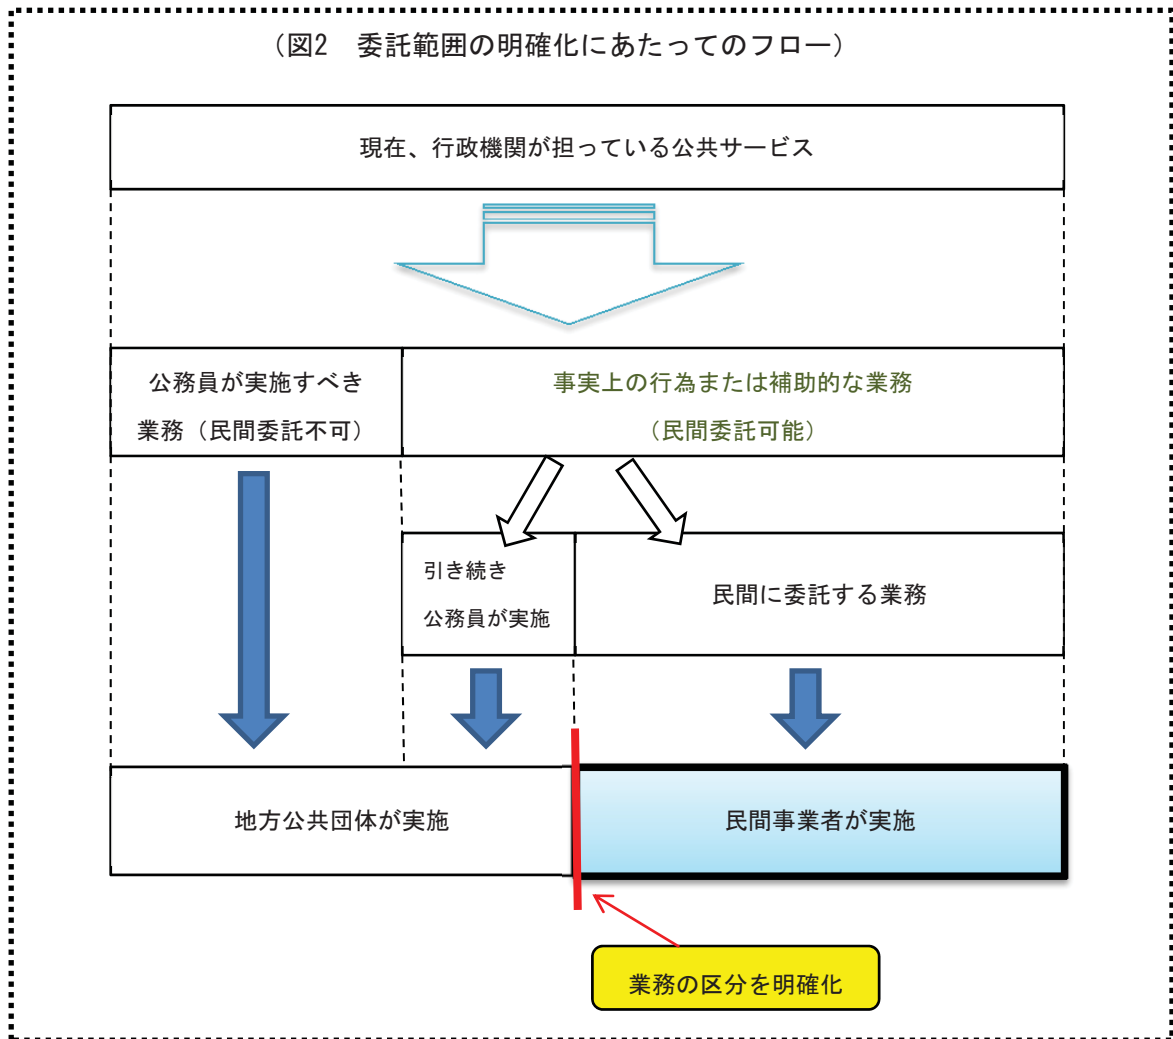 （図2　委託範囲の明確化にあたってのフロー）
現在、行政機関が担っている公共サービス
公務員が実施すべき
業務（民間委託不可）
事実上の行為または補助的な業務
（民間委託可能）
引き続き
公務員が実施
民間に委託する業務
地方公共団体が実施
民間事業者が実施
業務の区分を明確化